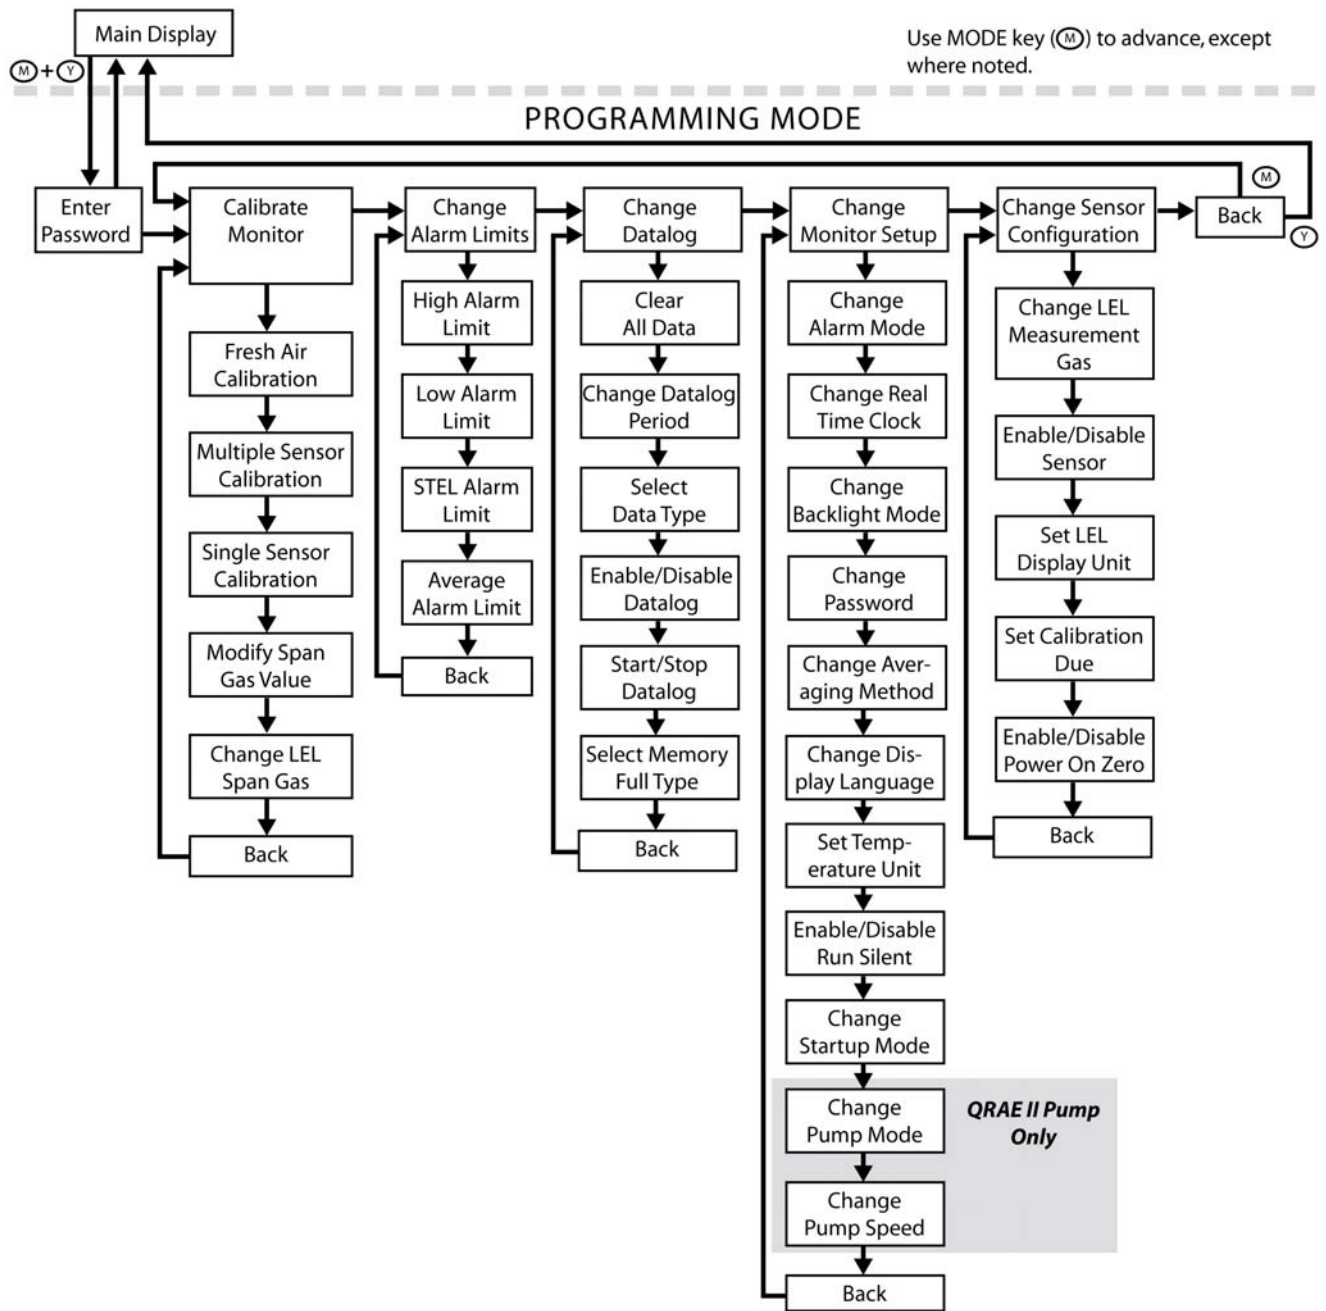 Main Display
Use MODE key (M) to advance, except
where noted.
M + Y
PROGRAMMING MODE
M
Enter
Password
Calibrate
Monitor
Change
Alarm Limits
Change
Datalog
Change
Monitor Setup
Change Sensor
Configuration
Back
Y
Fresh Air
Calibration
Multiple Sensor
Calibration
Single Sensor
Calibration
Modify Span
Gas Value
Change LEL
Span Gas
Back
High Alarm
Limit
Low Alarm
Limit
STEL Alarm
Limit
Average
Alarm Limit
Back
Clear
All Data
Change Datalog
Period
Select
Data Type
Enable/Disable
Datalog
Start/Stop
Datalog
Select Memory
Full Type
Back
Change
Alarm Mode
Change Real
Time Clock
Change
Backlight Mode
Change
Password
Change Aver-
aging Method
Change Dis-
play Language
Set Temp-
erature Unit
Enable/Disable
Run Silent
Change
Startup Mode
Change
Pump Mode
QRAE II Pump
Only
Change
Pump Speed
Back
Change LEL
Measurement
Gas
Enable/Disable
Sensor
Set LEL
Display Unit
Set Calibration
Due
Enable/Disable
Power On Zero
Back